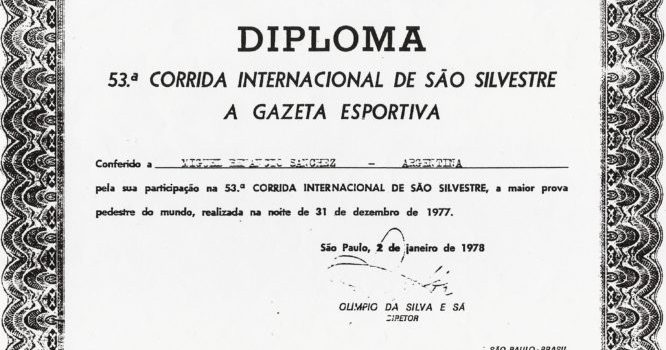 DIPLOMA
53.ª CORRIDA INTERNACIONAL DE SÃO SILVESTRE
A GAZETA ESPORTIVA
Conferido a MIGUEL BENANCIO SANCHEZ - ARGENTINA
pela sua participação na 53.ª CORRIDA INTERNACIONAL DE SÃO SILVESTRE, a maior prova
pedestre do mundo, realizada na noite de 31 de dezembro de 1977.
São Paulo, 2 de janeiro de 1978
OLIMPIO DA SILVA E SÁ
DIRETOR
SÃO PAULO-BRASIL